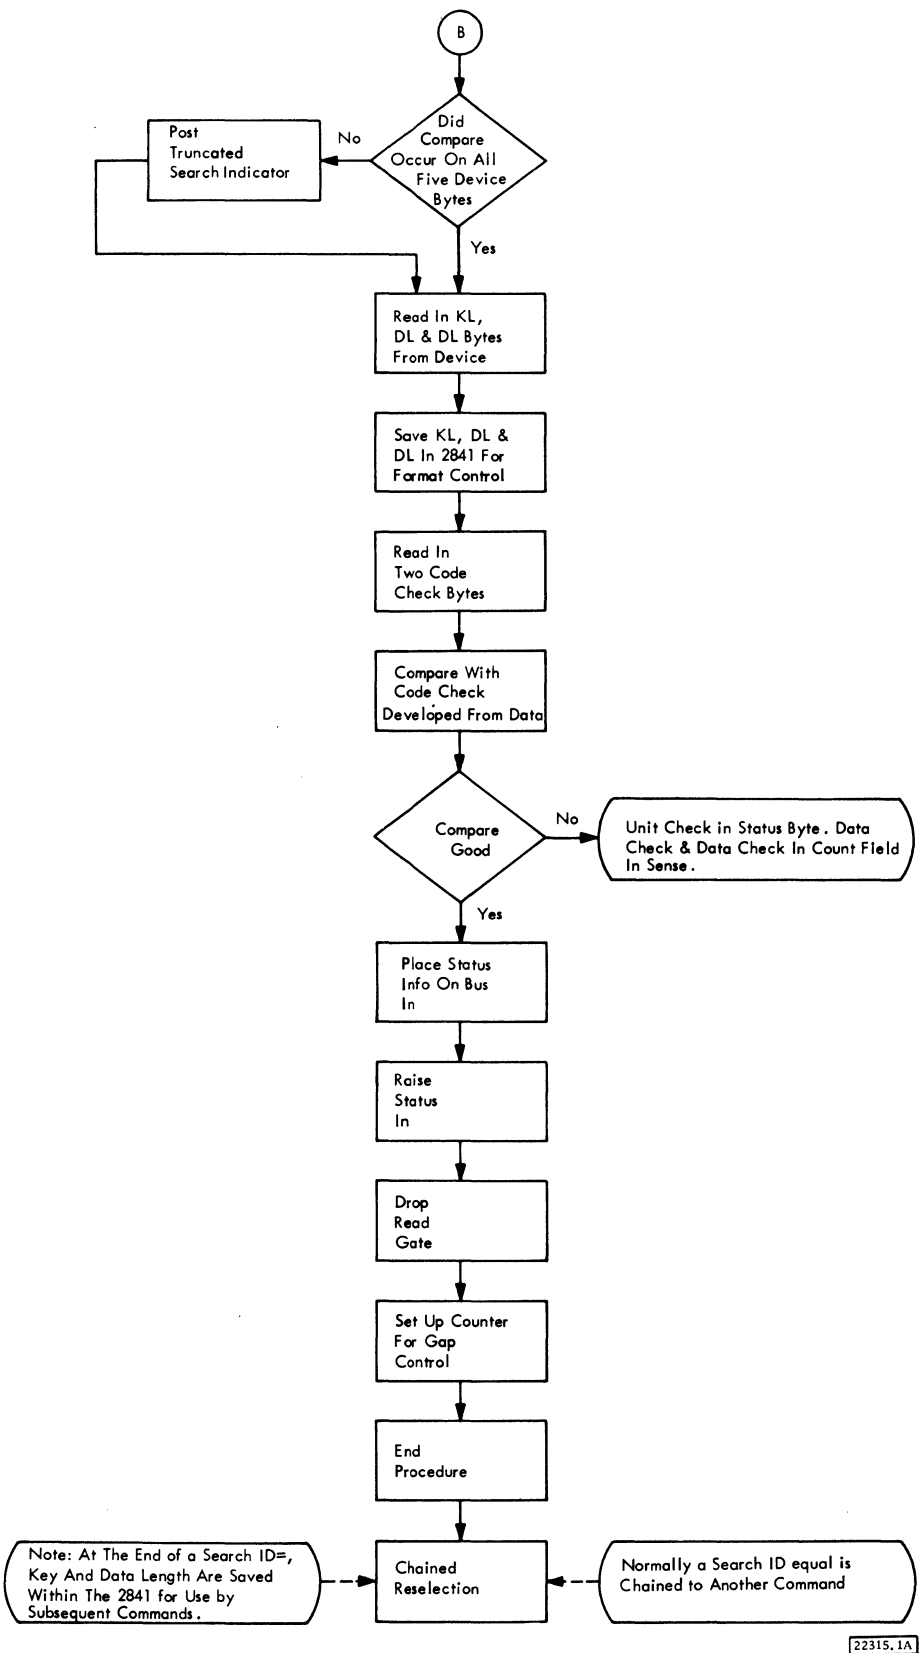 B
Did
Compare
Occur On All
Five Device
Bytes
No
Post
Truncated
Search Indicator
Yes
Read In KL,
DL & DL Bytes
From Device
Save KL, DL &
DL In 2841 For
Format Control
Read In
Two Code
Check Bytes
Compare With
Code Check
Developed From Data
Compare
Good
No
Unit Check in Status Byte. Data
Check & Data Check In Count Field
In Sense.
Yes
Place Status
Info On Bus
In
Raise
Status
In
Drop
Read
Gate
Set Up Counter
For Gap
Control
End
Procedure
Note: At The End of a Search ID=,
Key And Data Length Are Saved
Within The 2841 for Use by
Subsequent Commands.
Chained
Reselection
Normally a Search ID equal is
Chained to Another Command
22315.1A